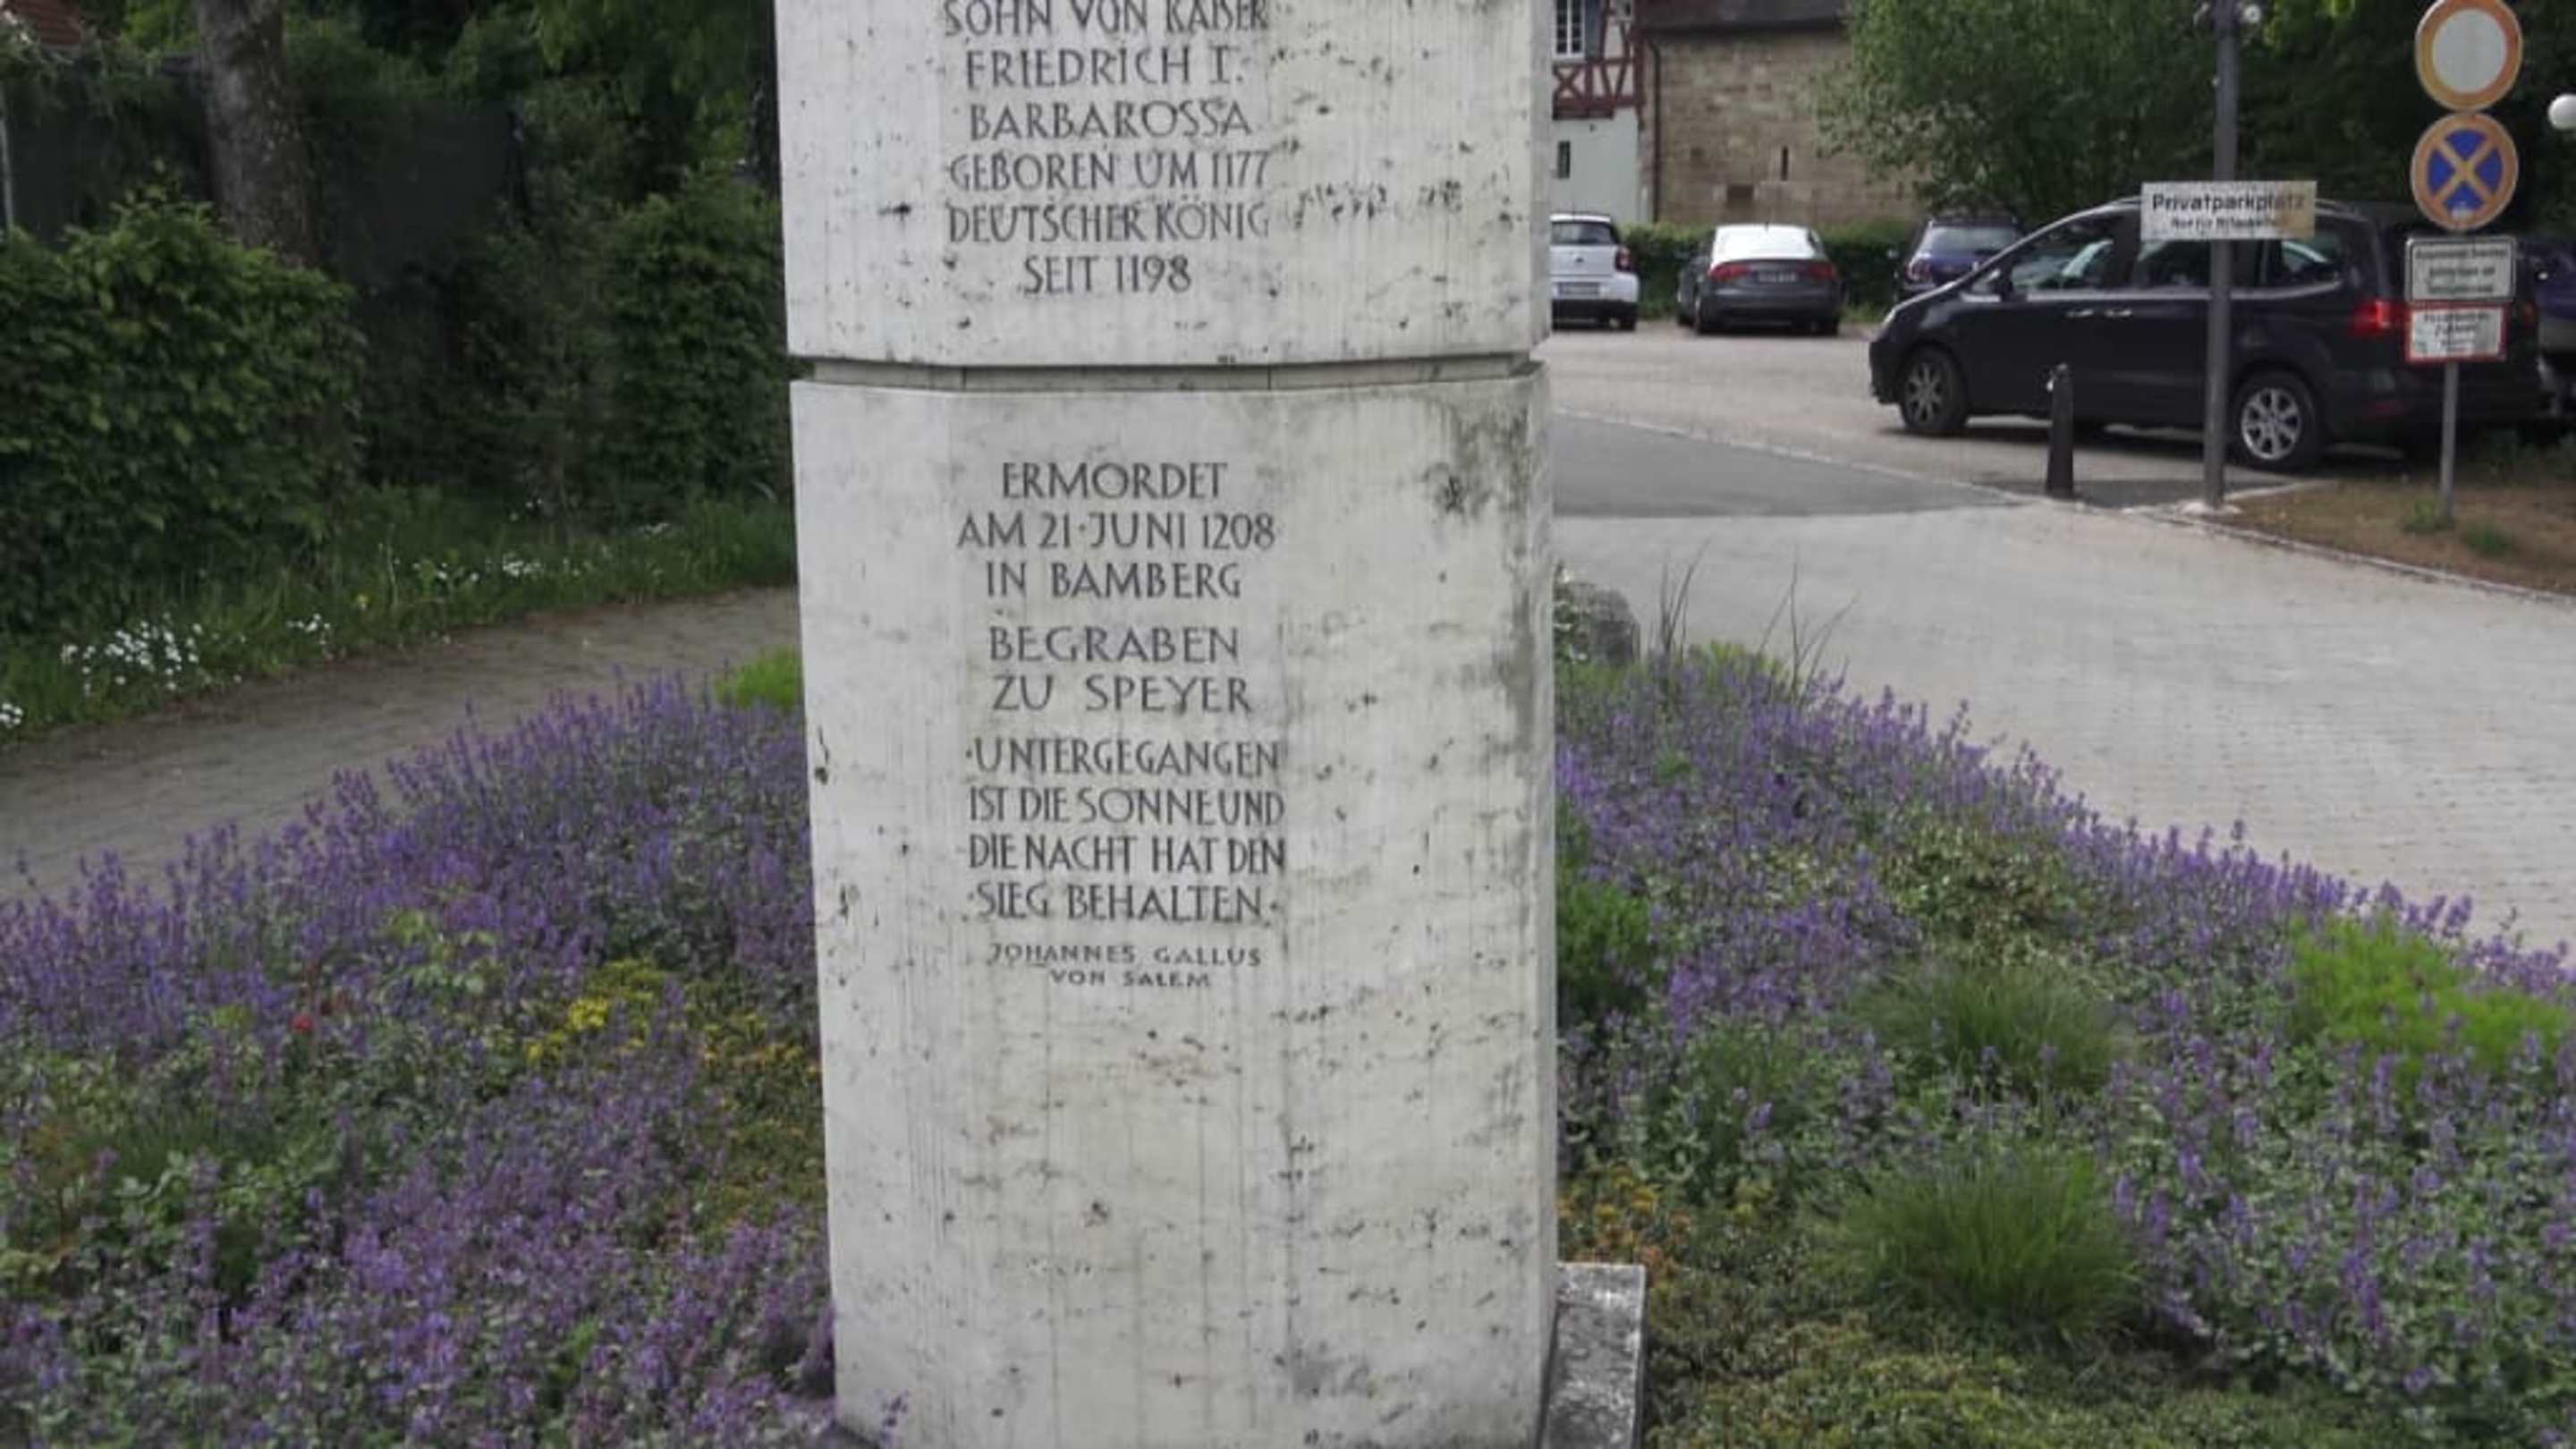 SOHN VON KAISER
FRIEDRICH I.
BARBAROSSA
GEBOREN UM 1177
DEUTSCHER KÖNIG
SEIT 1198
ERMORDET
AM 21·JUNI 1208
IN BAMBERG
BEGRABEN
ZU SPEYER
·UNTERGEGANGEN
IST DIE SONNE UND
DIE NACHT HAT DEN
·SIEG BEHALTEN·
JOHANNES GALLUS
VON SALEM
Privatparkplatz
Nur für